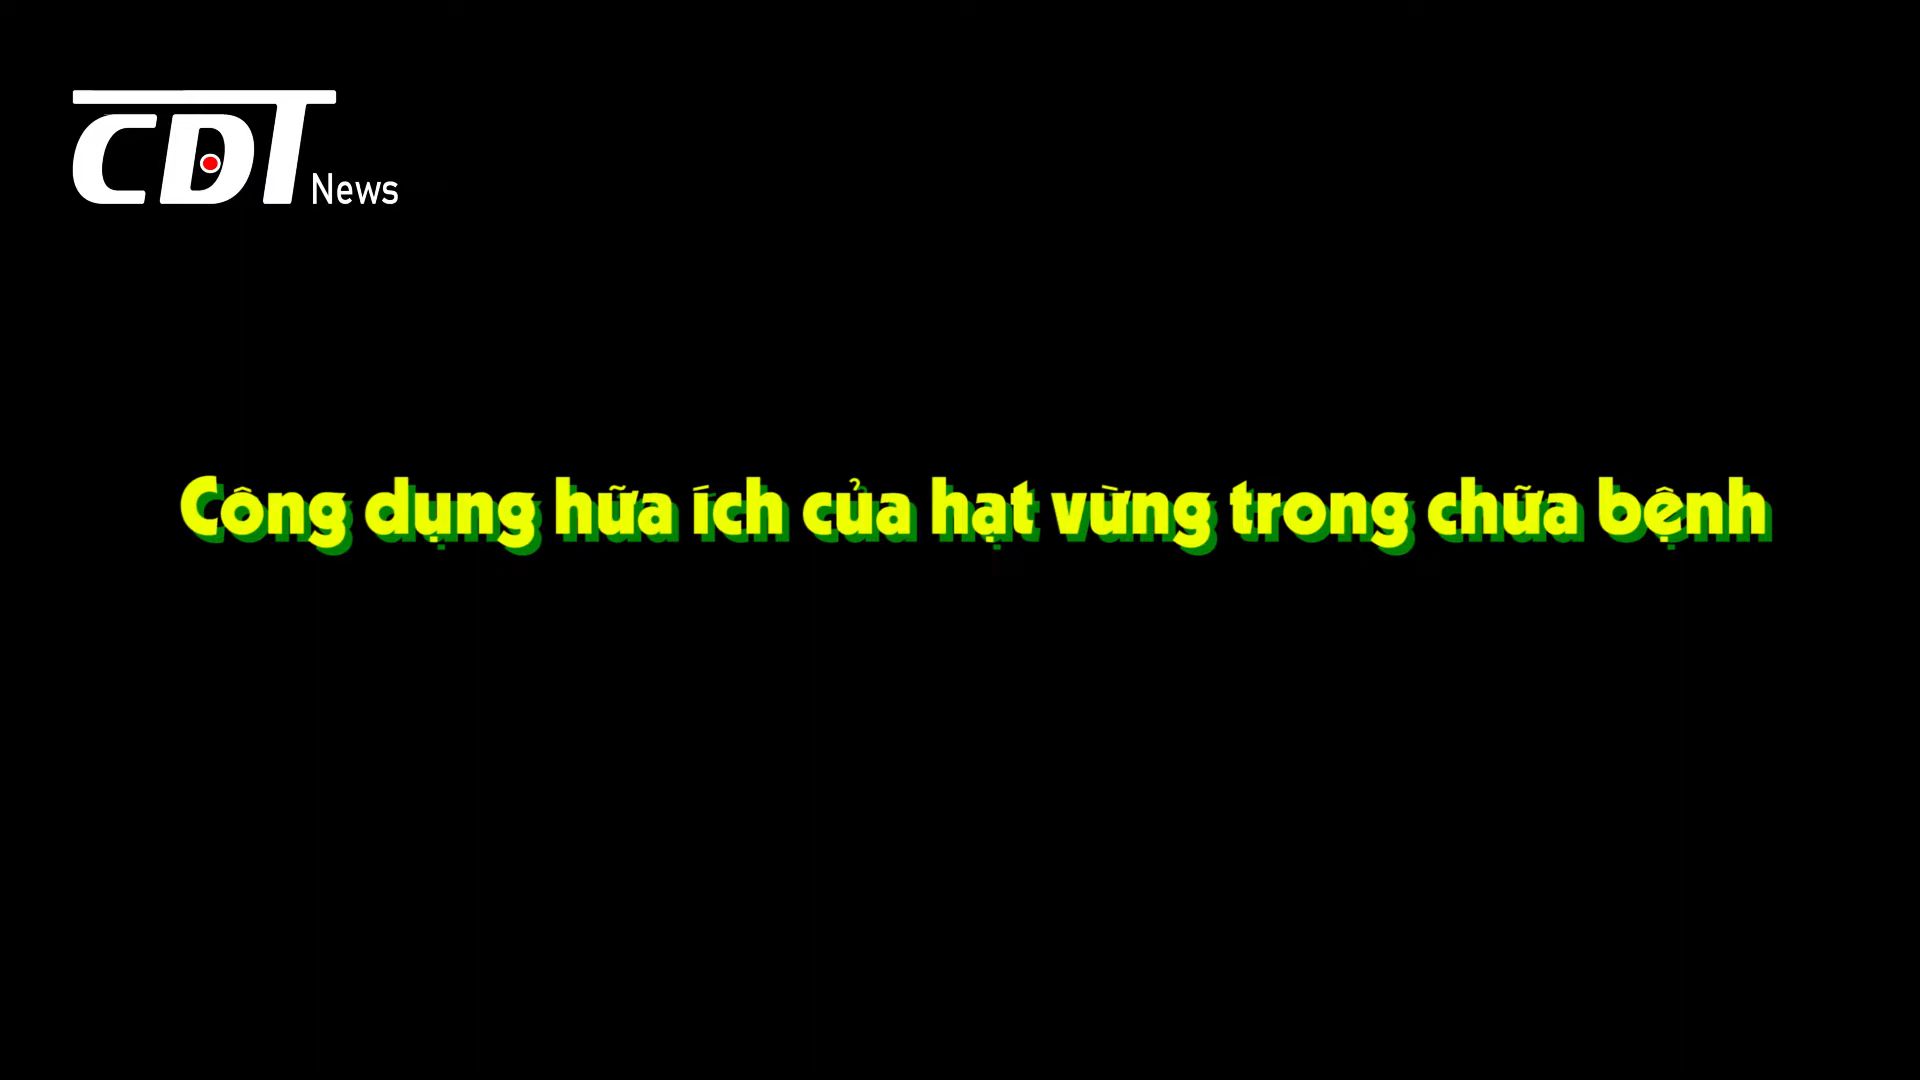 CDT News
Công dụng hữa ích của hạt vừng trong chữa bệnh